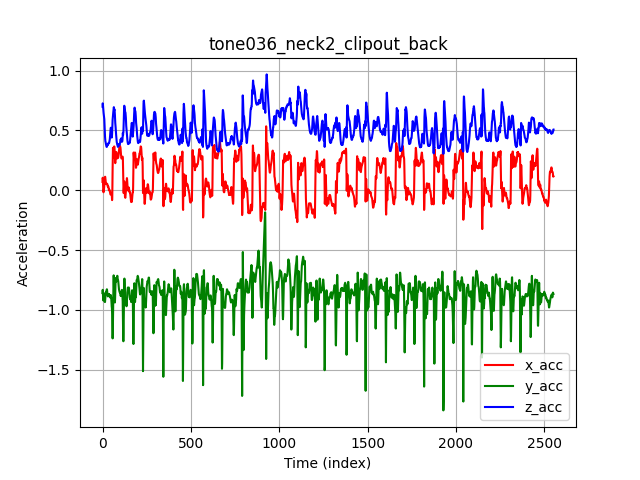 tone036_neck2_clipout_back
1.0
0.5
0.0
−0.5
−1.0
−1.5
Acceleration
0
500
1000
1500
2000
2500
Time (index)
x_acc
y_acc
z_acc